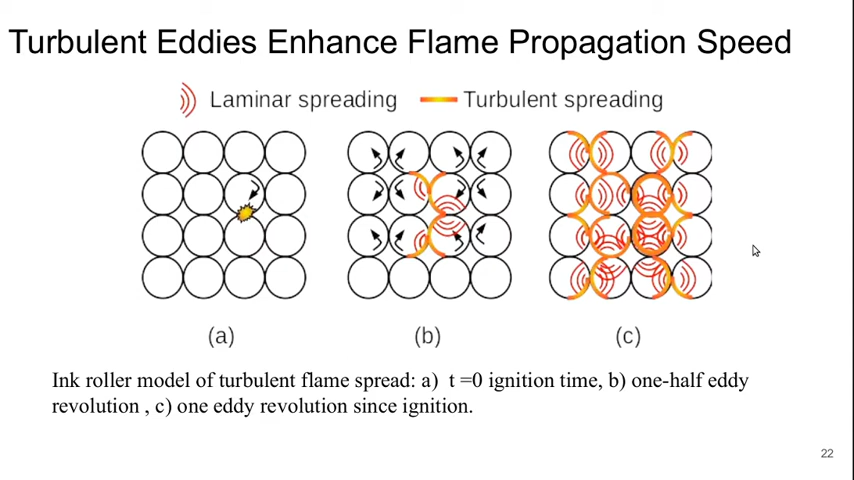 Turbulent Eddies Enhance Flame Propagation Speed
Laminar spreading
Turbulent spreading
(a)
(b)
(c)
Ink roller model of turbulent flame spread: a)  t =0 ignition time, b) one-half eddy
revolution , c) one eddy revolution since ignition.
22